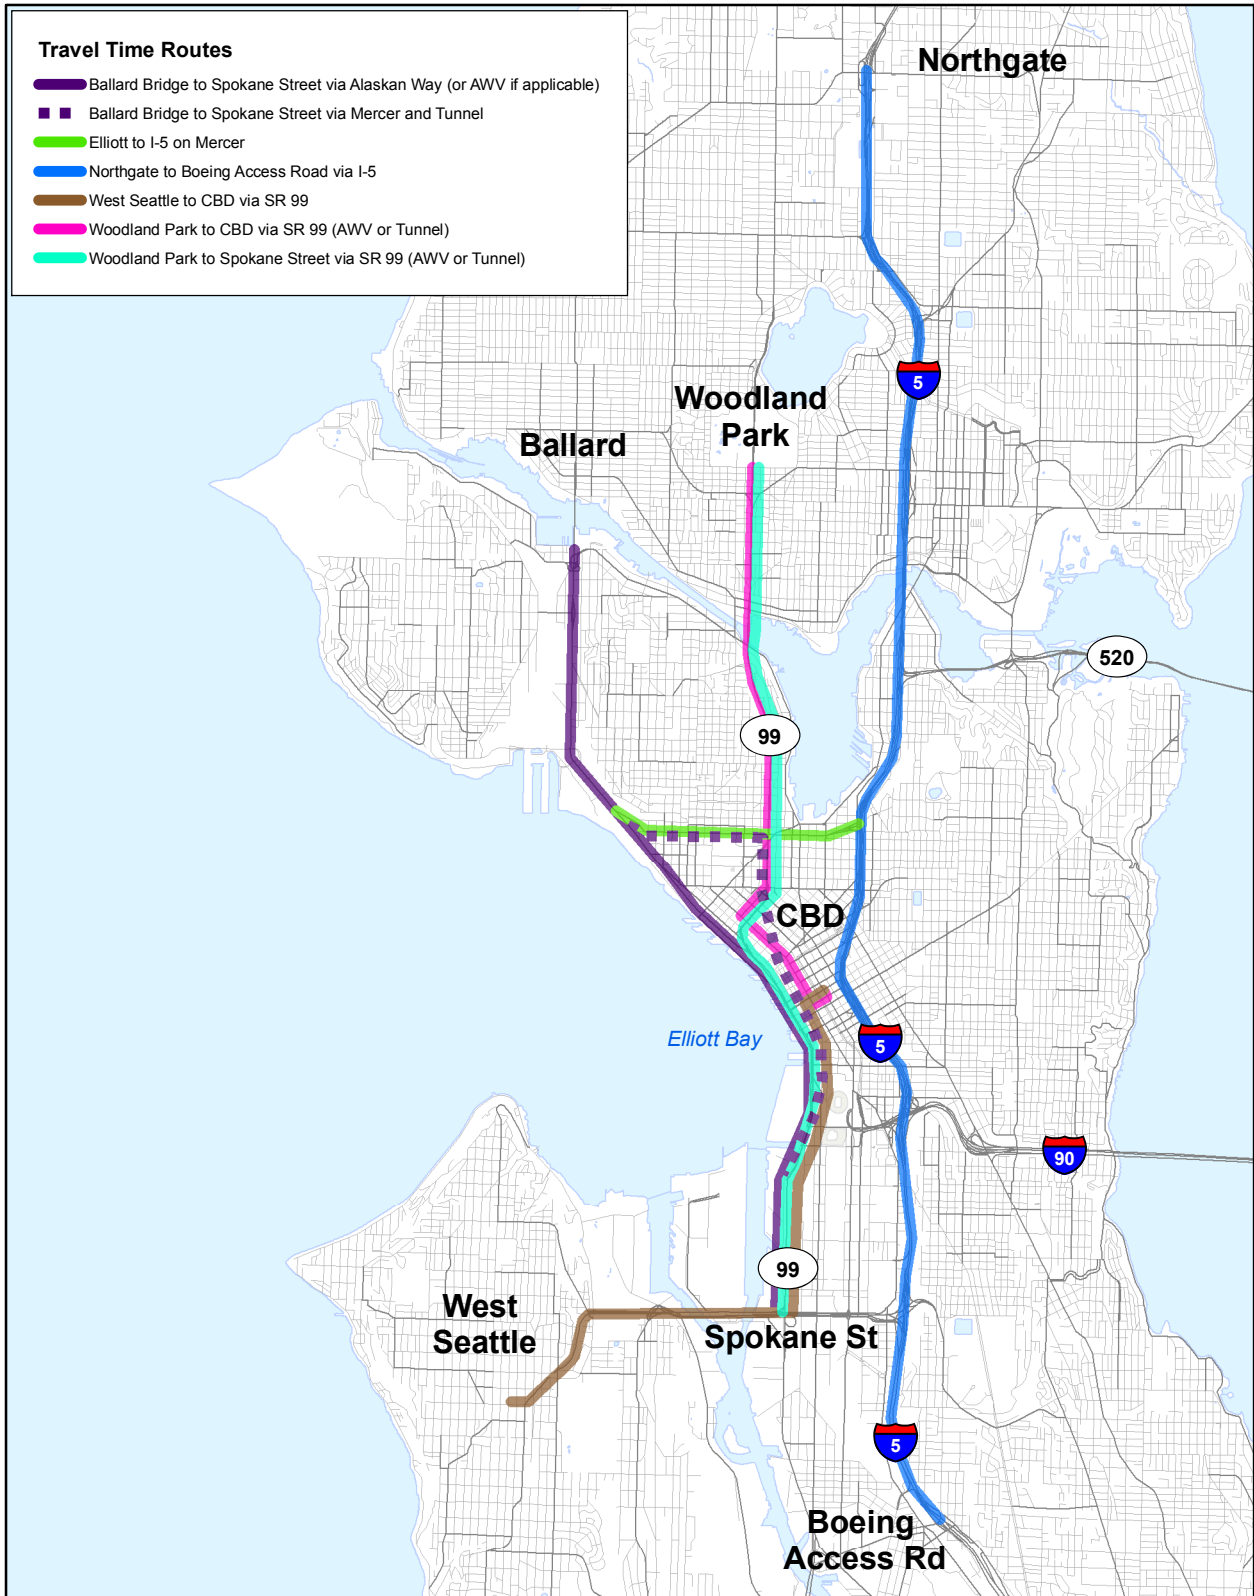 Travel Time Routes
Ballard Bridge to Spokane Street via Alaskan Way (or AWV if applicable)
Ballard Bridge to Spokane Street via Mercer and Tunnel
Elliott to I-5 on Mercer
Northgate to Boeing Access Road via I-5
West Seattle to CBD via SR 99
Woodland Park to CBD via SR 99 (AWV or Tunnel)
Woodland Park to Spokane Street via SR 99 (AWV or Tunnel)
Northgate
5
Woodland
Park
Ballard
520
99
CBD
Elliott Bay
5
90
99
West
Seattle
Spokane St
5
Boeing
Access Rd